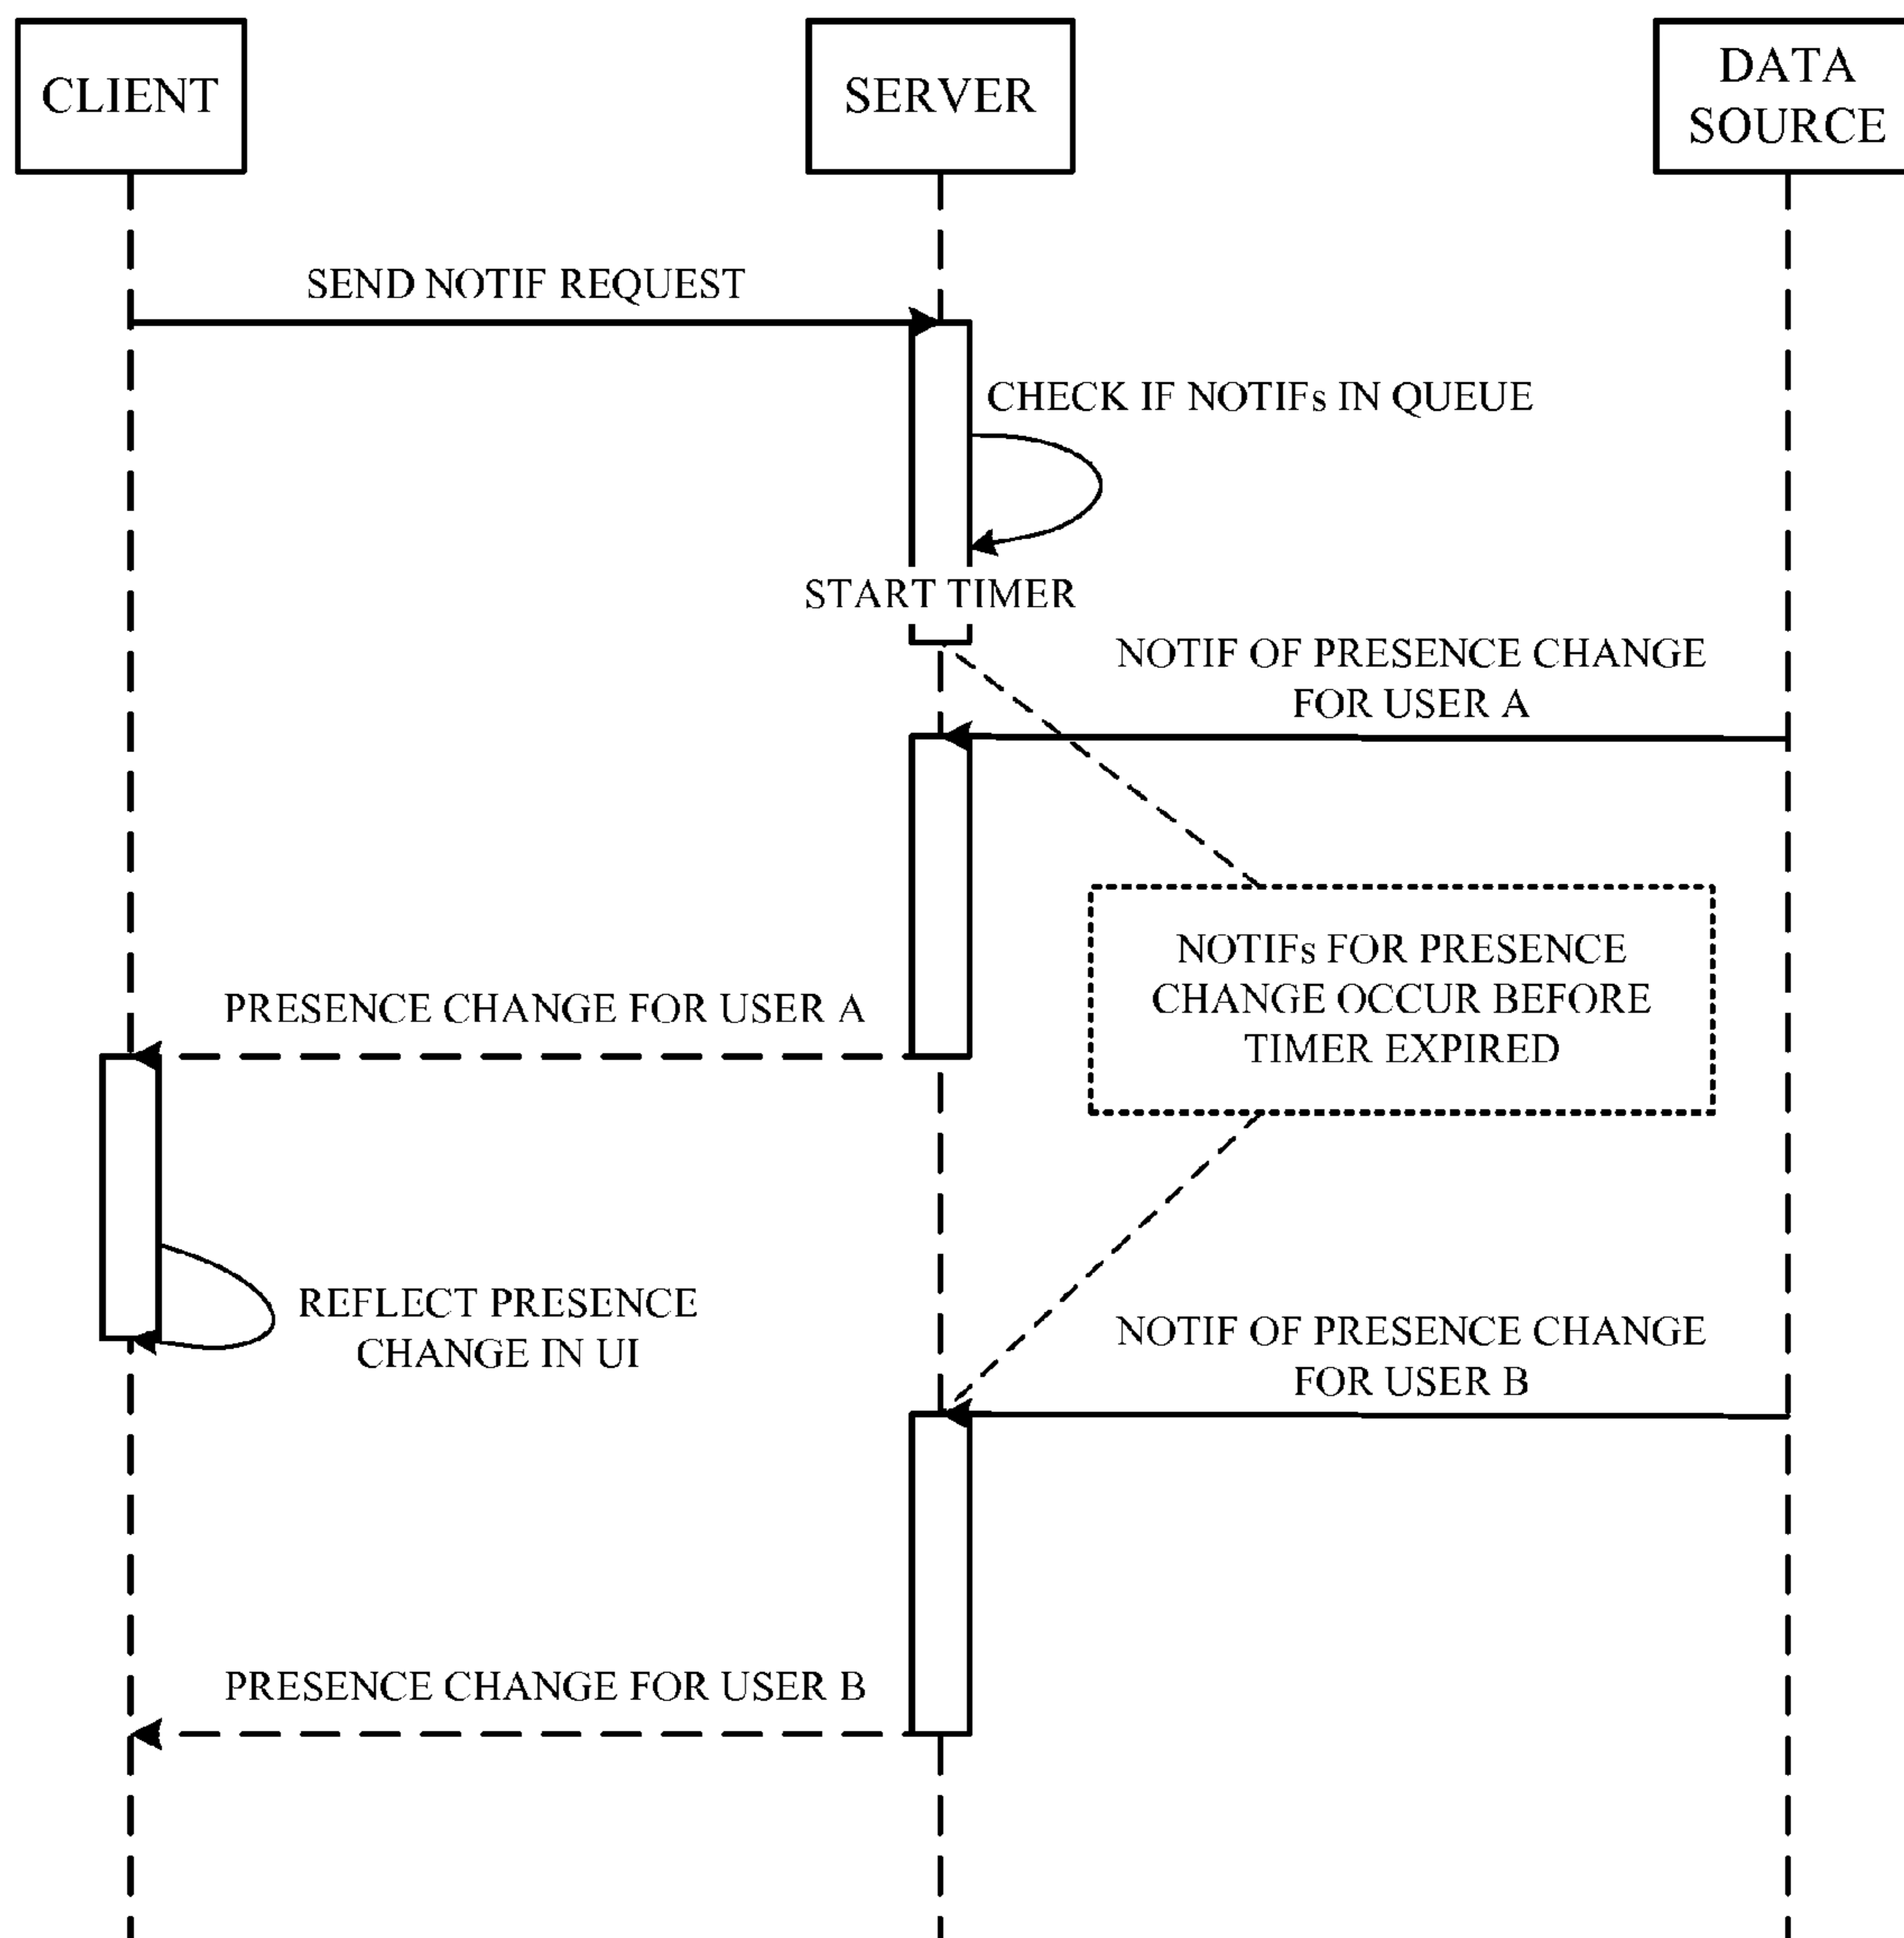 CLIENT
SERVER
DATA
SOURCE
SEND NOTIF REQUEST
CHECK IF NOTIFs IN QUEUE
START TIMER
NOTIF OF PRESENCE CHANGE
FOR USER A
NOTIFs FOR PRESENCE
CHANGE OCCUR BEFORE
TIMER EXPIRED
PRESENCE CHANGE FOR USER A
REFLECT PRESENCE
CHANGE IN UI
NOTIF OF PRESENCE CHANGE
FOR USER B
PRESENCE CHANGE FOR USER B